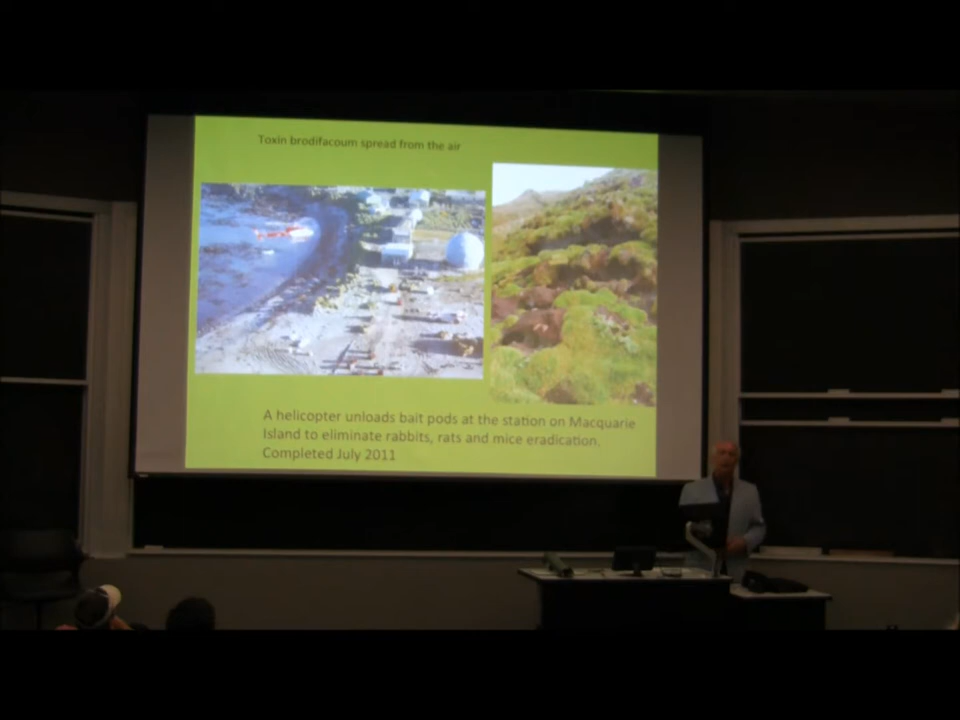 Toxin brodifacoum spread from the air
A helicopter unloads bait pods at the station on Macquarie
Island to eliminate rabbits, rats and mice eradication.
Completed July 2011